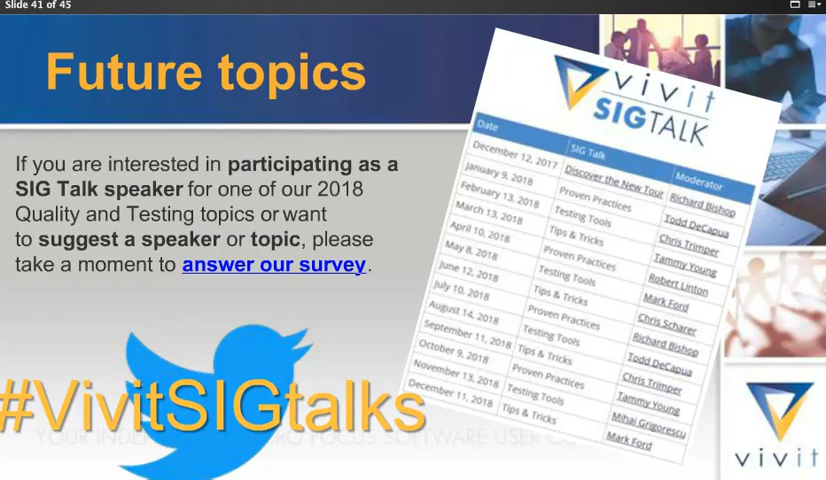 Slide 41 of 45
Future topics
If you are interested in participating as a
SIG Talk speaker for one of our 2018
Quality and Testing topics or want
to suggest a speaker or topic, please
take a moment to answer our survey.
#VivitSIGtalks
vivit
SIGTALK
Date SIG Talk Moderator
December 12, 2017 Discover the New Tour Richard Bishop
January 9, 2018 Proven Practices Todd DeCapua
February 13, 2018 Testing Tools Chris Trimper
March 13, 2018 Tips & Tricks Tammy Young
April 10, 2018 Proven Practices Robert Linton
May 8, 2018 Testing Tools Mark Ford
June 12, 2018 Tips & Tricks Chris Scharer
July 10, 2018 Proven Practices Richard Bishop
August 14, 2018 Testing Tools Todd DeCapua
September 11, 2018 Tips & Tricks Chris Trimper
October 9, 2018 Proven Practices Tammy Young
November 13, 2018 Testing Tools Mihai Grigorescu
December 11, 2018 Tips & Tricks Mark Ford
YOUR INDE RO FOCUS SOFTWARE USER
vivit